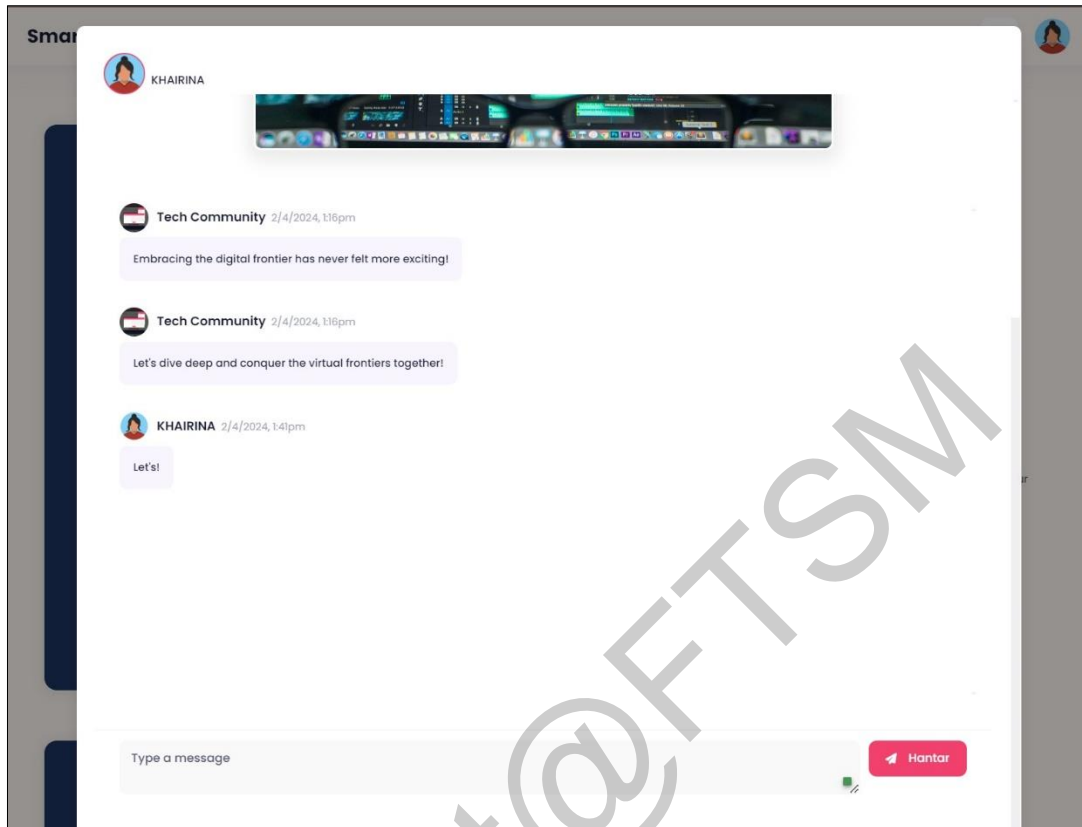 Smar
KHAIRINA
Tech Community 2/4/2024, 1:16pm
Embracing the digital frontier has never felt more exciting!
Tech Community 2/4/2024, 1:16pm
Let's dive deep and conquer the virtual frontiers together!
KHAIRINA 2/4/2024, 1:41pm
Let's!
ur
Type a message
Hantar
t@FTSM